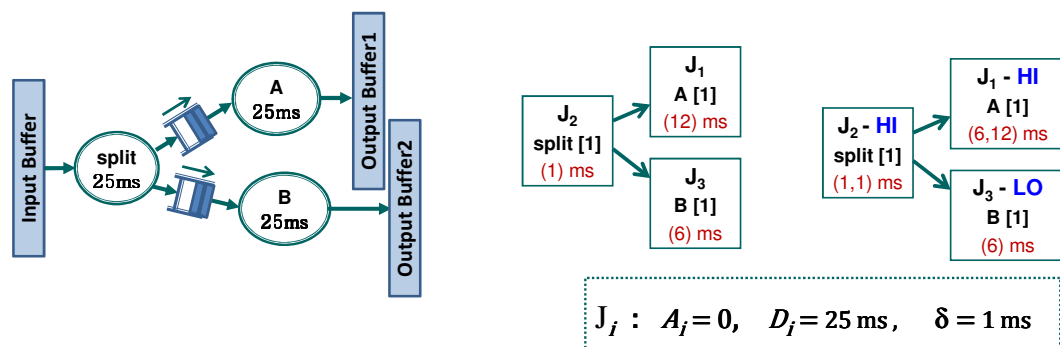 Input Buffer
split
25ms
A
25ms
B
25ms
Output Buffer1
Output Buffer2
J2
split [1]
(1) ms
J1
A [1]
(12) ms
J3
B [1]
(6) ms
J2 - HI
split [1]
(1,1) ms
J1 - HI
A [1]
(6,12) ms
J3 - LO
B [1]
(6) ms
Ji : Ai = 0, Di = 25 ms , δ = 1 ms